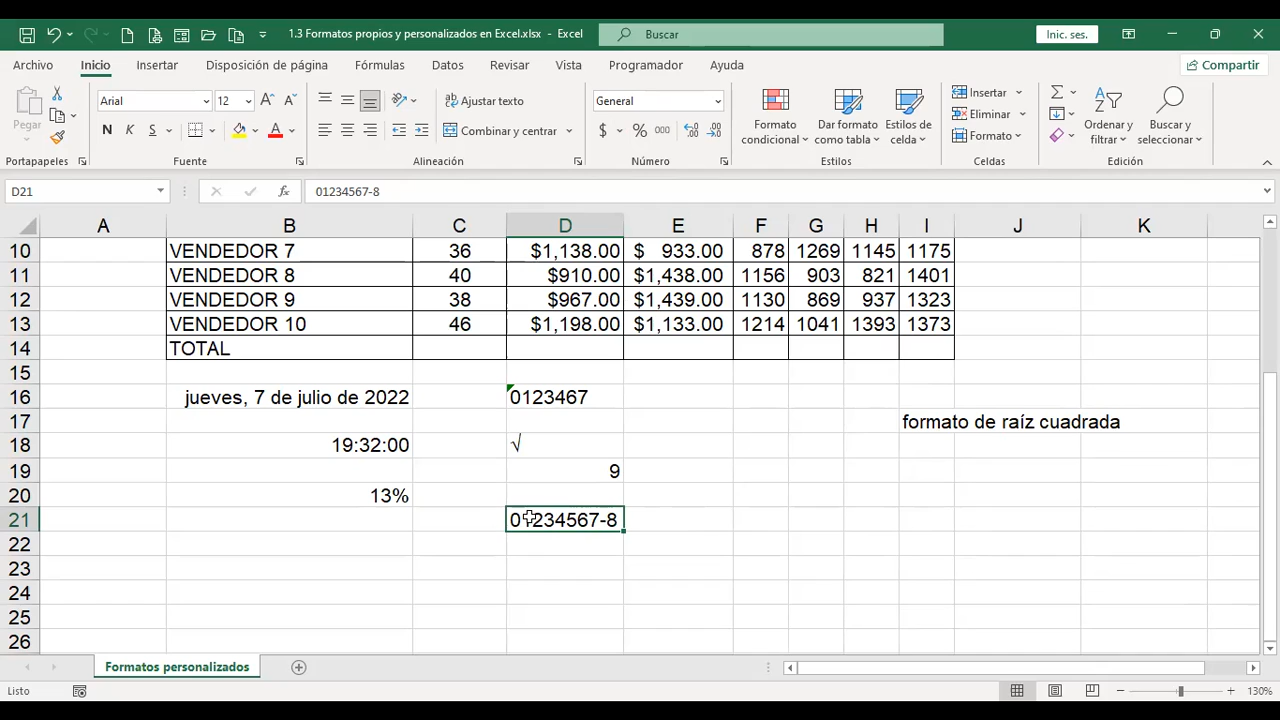 1.3 Formatos propios y personalizados en Excel.xlsx - Excel
Buscar
Inic. ses.
Archivo Inicio Insertar Disposición de página Fórmulas Datos Revisar Vista Programador Ayuda
Compartir
Pegar
Arial 12
N K S
Ajustar texto
Combinar y centrar
General
$ % 000
Formato condicional
Dar formato como tabla
Estilos de celda
Insertar
Eliminar
Formato
Ordenar y filtrar
Buscar y seleccionar
Portapapeles Fuente Alineación Número Estilos Celdas Edición
D21 fx 01234567-8
A B C D E F G H I J K
10 VENDEDOR 7 36 $1,138.00 $ 933.00 878 1269 1145 1175
11 VENDEDOR 8 40 $910.00 $1,438.00 1156 903 821 1401
12 VENDEDOR 9 38 $967.00 $1,439.00 1130 869 937 1323
13 VENDEDOR 10 46 $1,198.00 $1,133.00 1214 1041 1393 1373
14 TOTAL
15
16 jueves, 7 de julio de 2022 0123467
17 formato de raíz cuadrada
18 19:32:00 √
19 9
20 13%
21 01234567-8
22
23
24
25
26
Formatos personalizados
Listo 130%